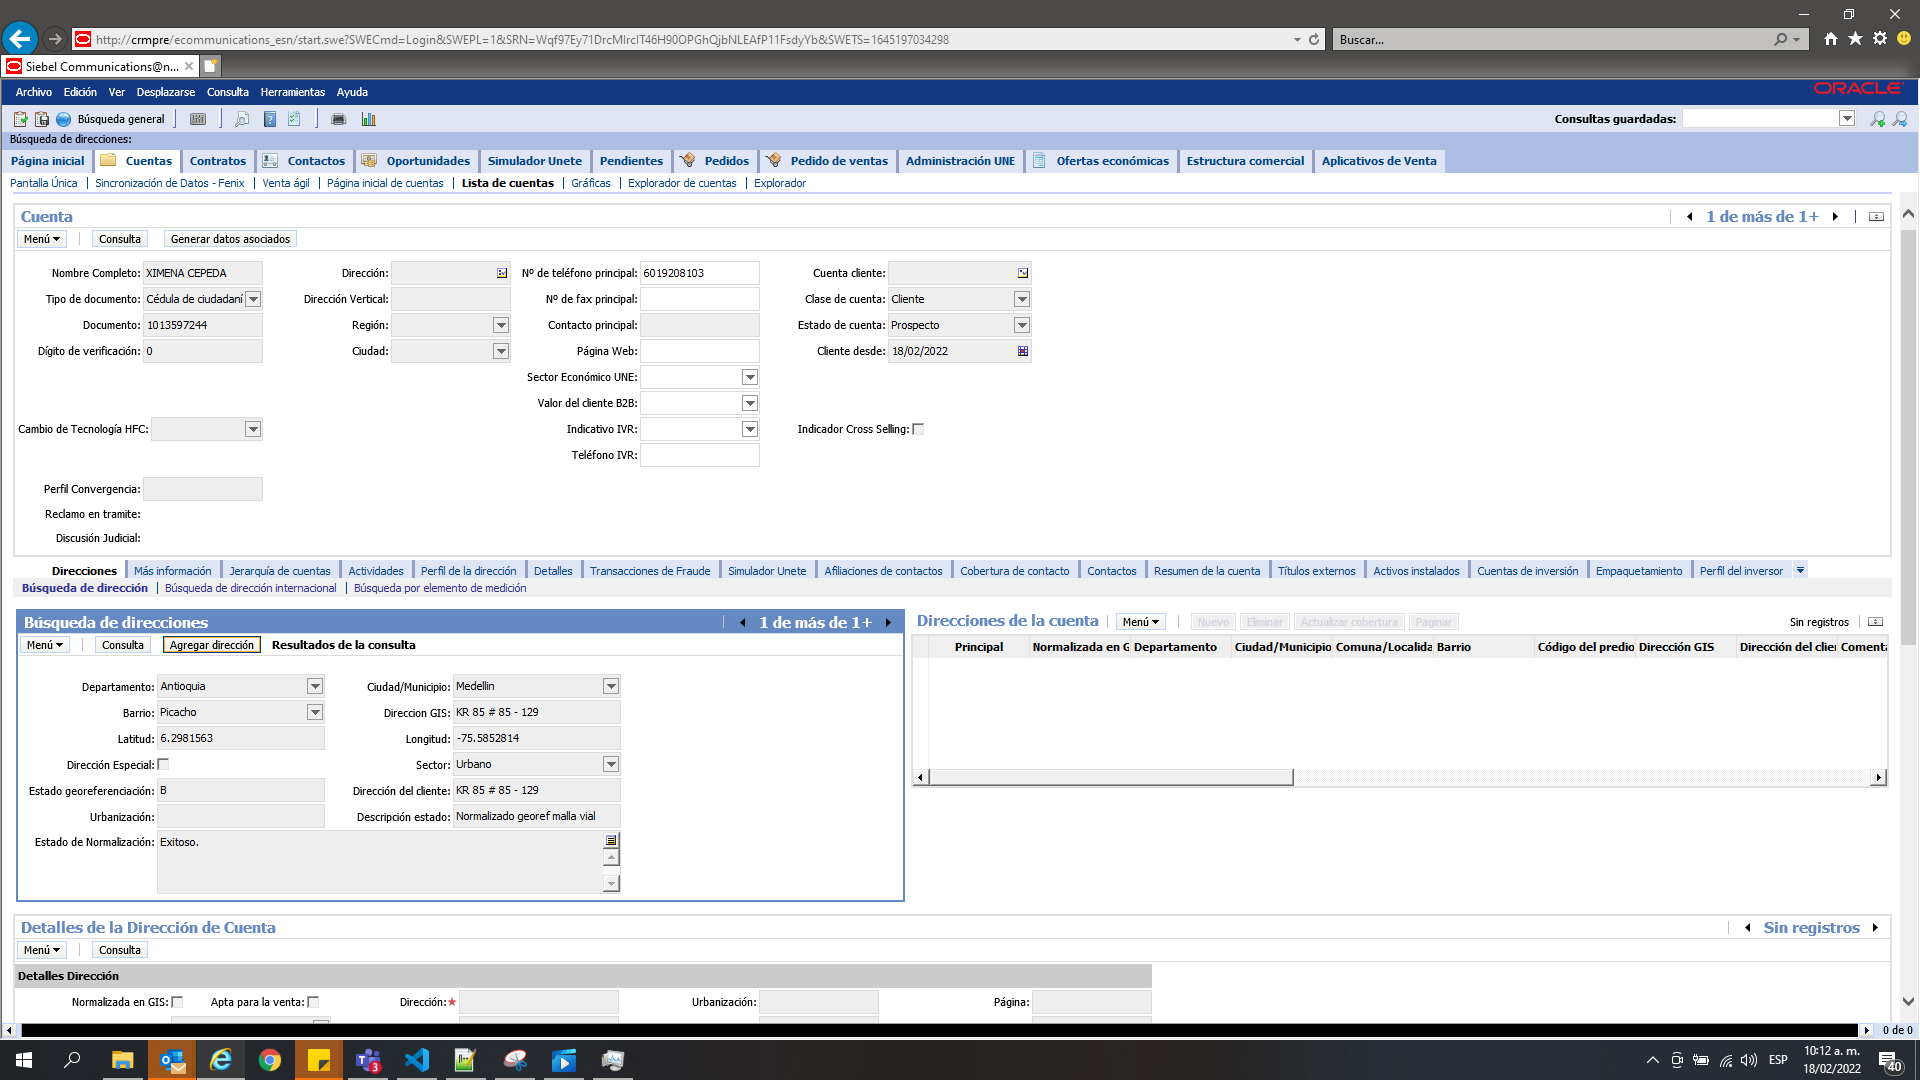 http://crmpre/ecommunications_esn/start.swe?SWECmd=Login&SWEPL=1&SRN=Wqf97Ey71DrcMIrcIT46H90OPGhQjbNLEAfP11FsdyYb&SWETS=1645197034298
Buscar...
Siebel Communications@n...
Archivo Edición Ver Desplazarse Consulta Herramientas Ayuda
ORACLE
Búsqueda general
Consultas guardadas:
Búsqueda de direcciones:
Página inicial Cuentas Contratos Contactos Oportunidades Simulador Unete Pendientes Pedidos Pedido de ventas Administración UNE Ofertas económicas Estructura comercial Aplicativos de Venta
Pantalla Única Sincronización de Datos - Fenix Venta ágil Página inicial de cuentas Lista de cuentas Gráficas Explorador de cuentas Explorador
Cuenta 1 de más de 1+
Menú Consulta Generar datos asociados
Nombre Completo: XIMENA CEPEDA Dirección: Nº de teléfono principal: 6019208103 Cuenta cliente:
Tipo de documento: Cédula de ciudadaní Dirección Vertical: Nº de fax principal: Clase de cuenta: Cliente
Documento: 1013597244 Región: Contacto principal: Estado de cuenta: Prospecto
Dígito de verificación: 0 Ciudad: Página Web: Cliente desde: 18/02/2022
Sector Económico UNE:
Valor del cliente B2B:
Cambio de Tecnología HFC: Indicativo IVR: Indicador Cross Selling:
Teléfono IVR:
Perfil Convergencia:
Reclamo en tramite:
Discusión Judicial:
Direcciones Más información Jerarquía de cuentas Actividades Perfil de la dirección Detalles Transacciones de Fraude Simulador Unete Afiliaciones de contactos Cobertura de contacto Contactos Resumen de la cuenta Títulos externos Activos instalados Cuentas de inversión Empaquetamiento Perfil del inversor
Búsqueda de dirección Búsqueda de dirección internacional Búsqueda por elemento de medición
Búsqueda de direcciones 1 de más de 1+
Menú Consulta Agregar dirección Resultados de la consulta
Departamento: Antioquia Ciudad/Municipio: Medellin
Barrio: Picacho Direccion GIS: KR 85 # 85 - 129
Latitud: 6.2981563 Longitud: -75.5852814
Dirección Especial: Sector: Urbano
Estado georeferenciación: B Dirección del cliente: KR 85 # 85 - 129
Urbanización: Descripción estado: Normalizado georef malla vial
Estado de Normalización: Exitoso.
Direcciones de la cuenta Menú Nuevo Eliminar Actualizar cobertura Paginar Sin registros
Principal Normalizada en G Departamento Ciudad/Municipio Comuna/Localida Barrio Código del predio Dirección GIS Dirección del clie Coment
Detalles de la Dirección de Cuenta Sin registros
Menú Consulta
Detalles Dirección
Normalizada en GIS: Apta para la venta: Dirección:★ Urbanización: Página:
0 de 0
3
ESP
10:12 a. m.
18/02/2022
40